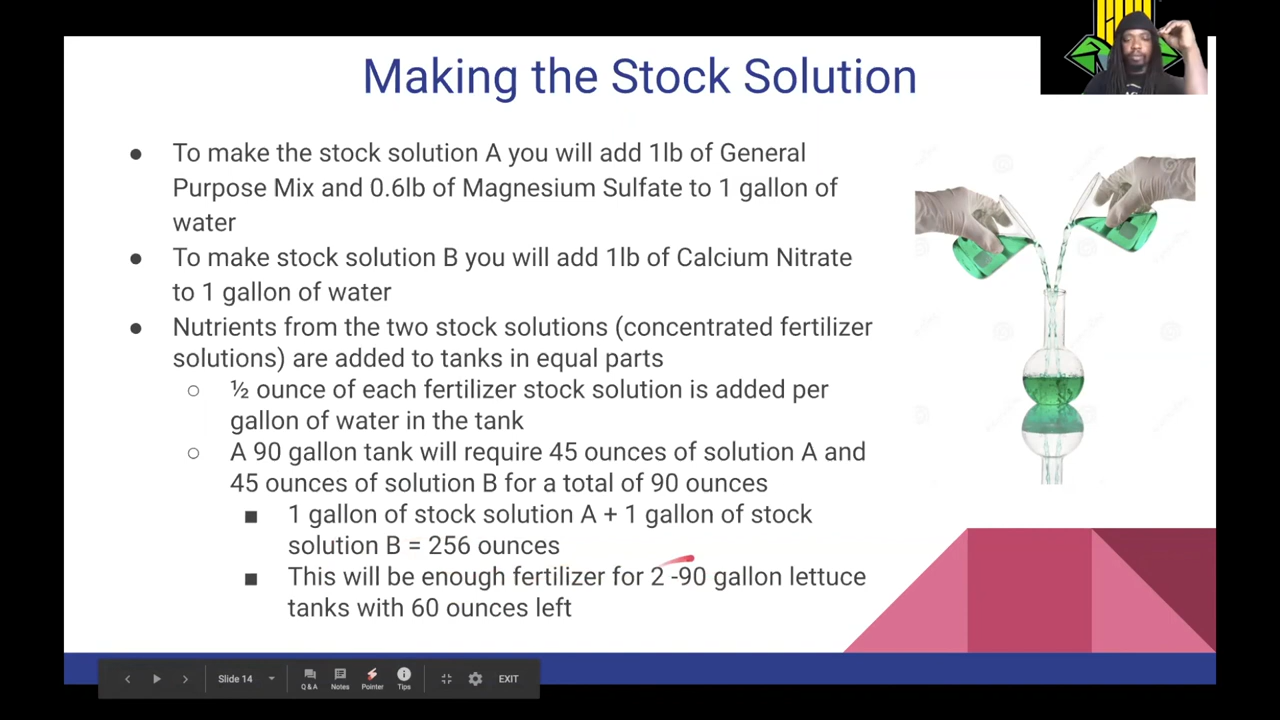 Making the Stock Solution
● To make the stock solution A you will add 1lb of General
Purpose Mix and 0.6lb of Magnesium Sulfate to 1 gallon of
water
● To make stock solution B you will add 1lb of Calcium Nitrate
to 1 gallon of water
● Nutrients from the two stock solutions (concentrated fertilizer
solutions) are added to tanks in equal parts
○ ½ ounce of each fertilizer stock solution is added per
gallon of water in the tank
○ A 90 gallon tank will require 45 ounces of solution A and
45 ounces of solution B for a total of 90 ounces
■ 1 gallon of stock solution A + 1 gallon of stock
solution B = 256 ounces
■ This will be enough fertilizer for 2 -90 gallon lettuce
tanks with 60 ounces left
Slide 14
Q & A
Notes
Pointer
Tips
EXIT